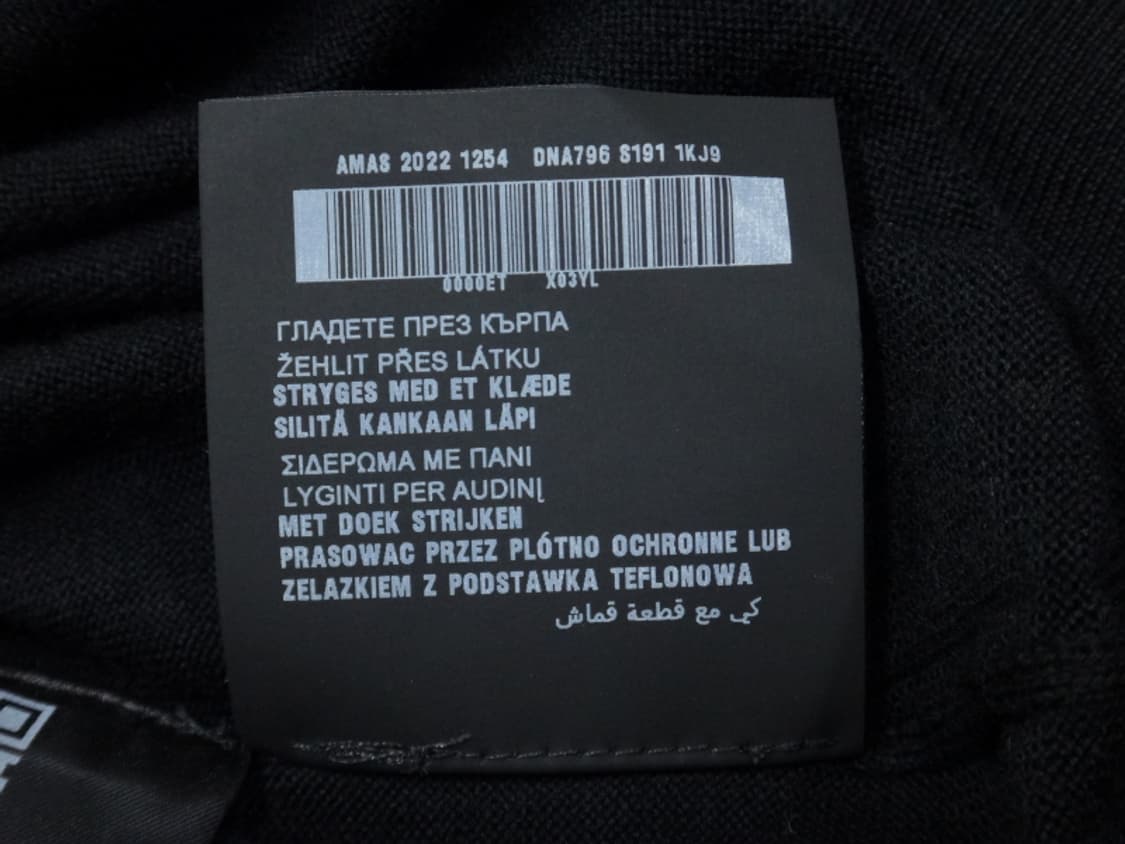 AMAS 2022 1254 DNA796 S191 1KJ9
0000ET X03YL
ГЛАДЕТЕ ПРЕЗ КЪРПА
ŽEHLIT PŘES LÁTKU
STRYGES MED ET KLÆDE
SILITÄ KANKAAN LÄPI
ΣΙΔΕΡΩΜΑ ΜΕ ΠΑΝΙ
LYGINTI PER AUDINĮ
MET DOEK STRIJKEN
PRASOWAC PRZEZ PLÓTNO OCHRONNE LUB
ZELAZKIEM Z PODSTAWKA TEFLONOWA
كي مع قطعة قماش